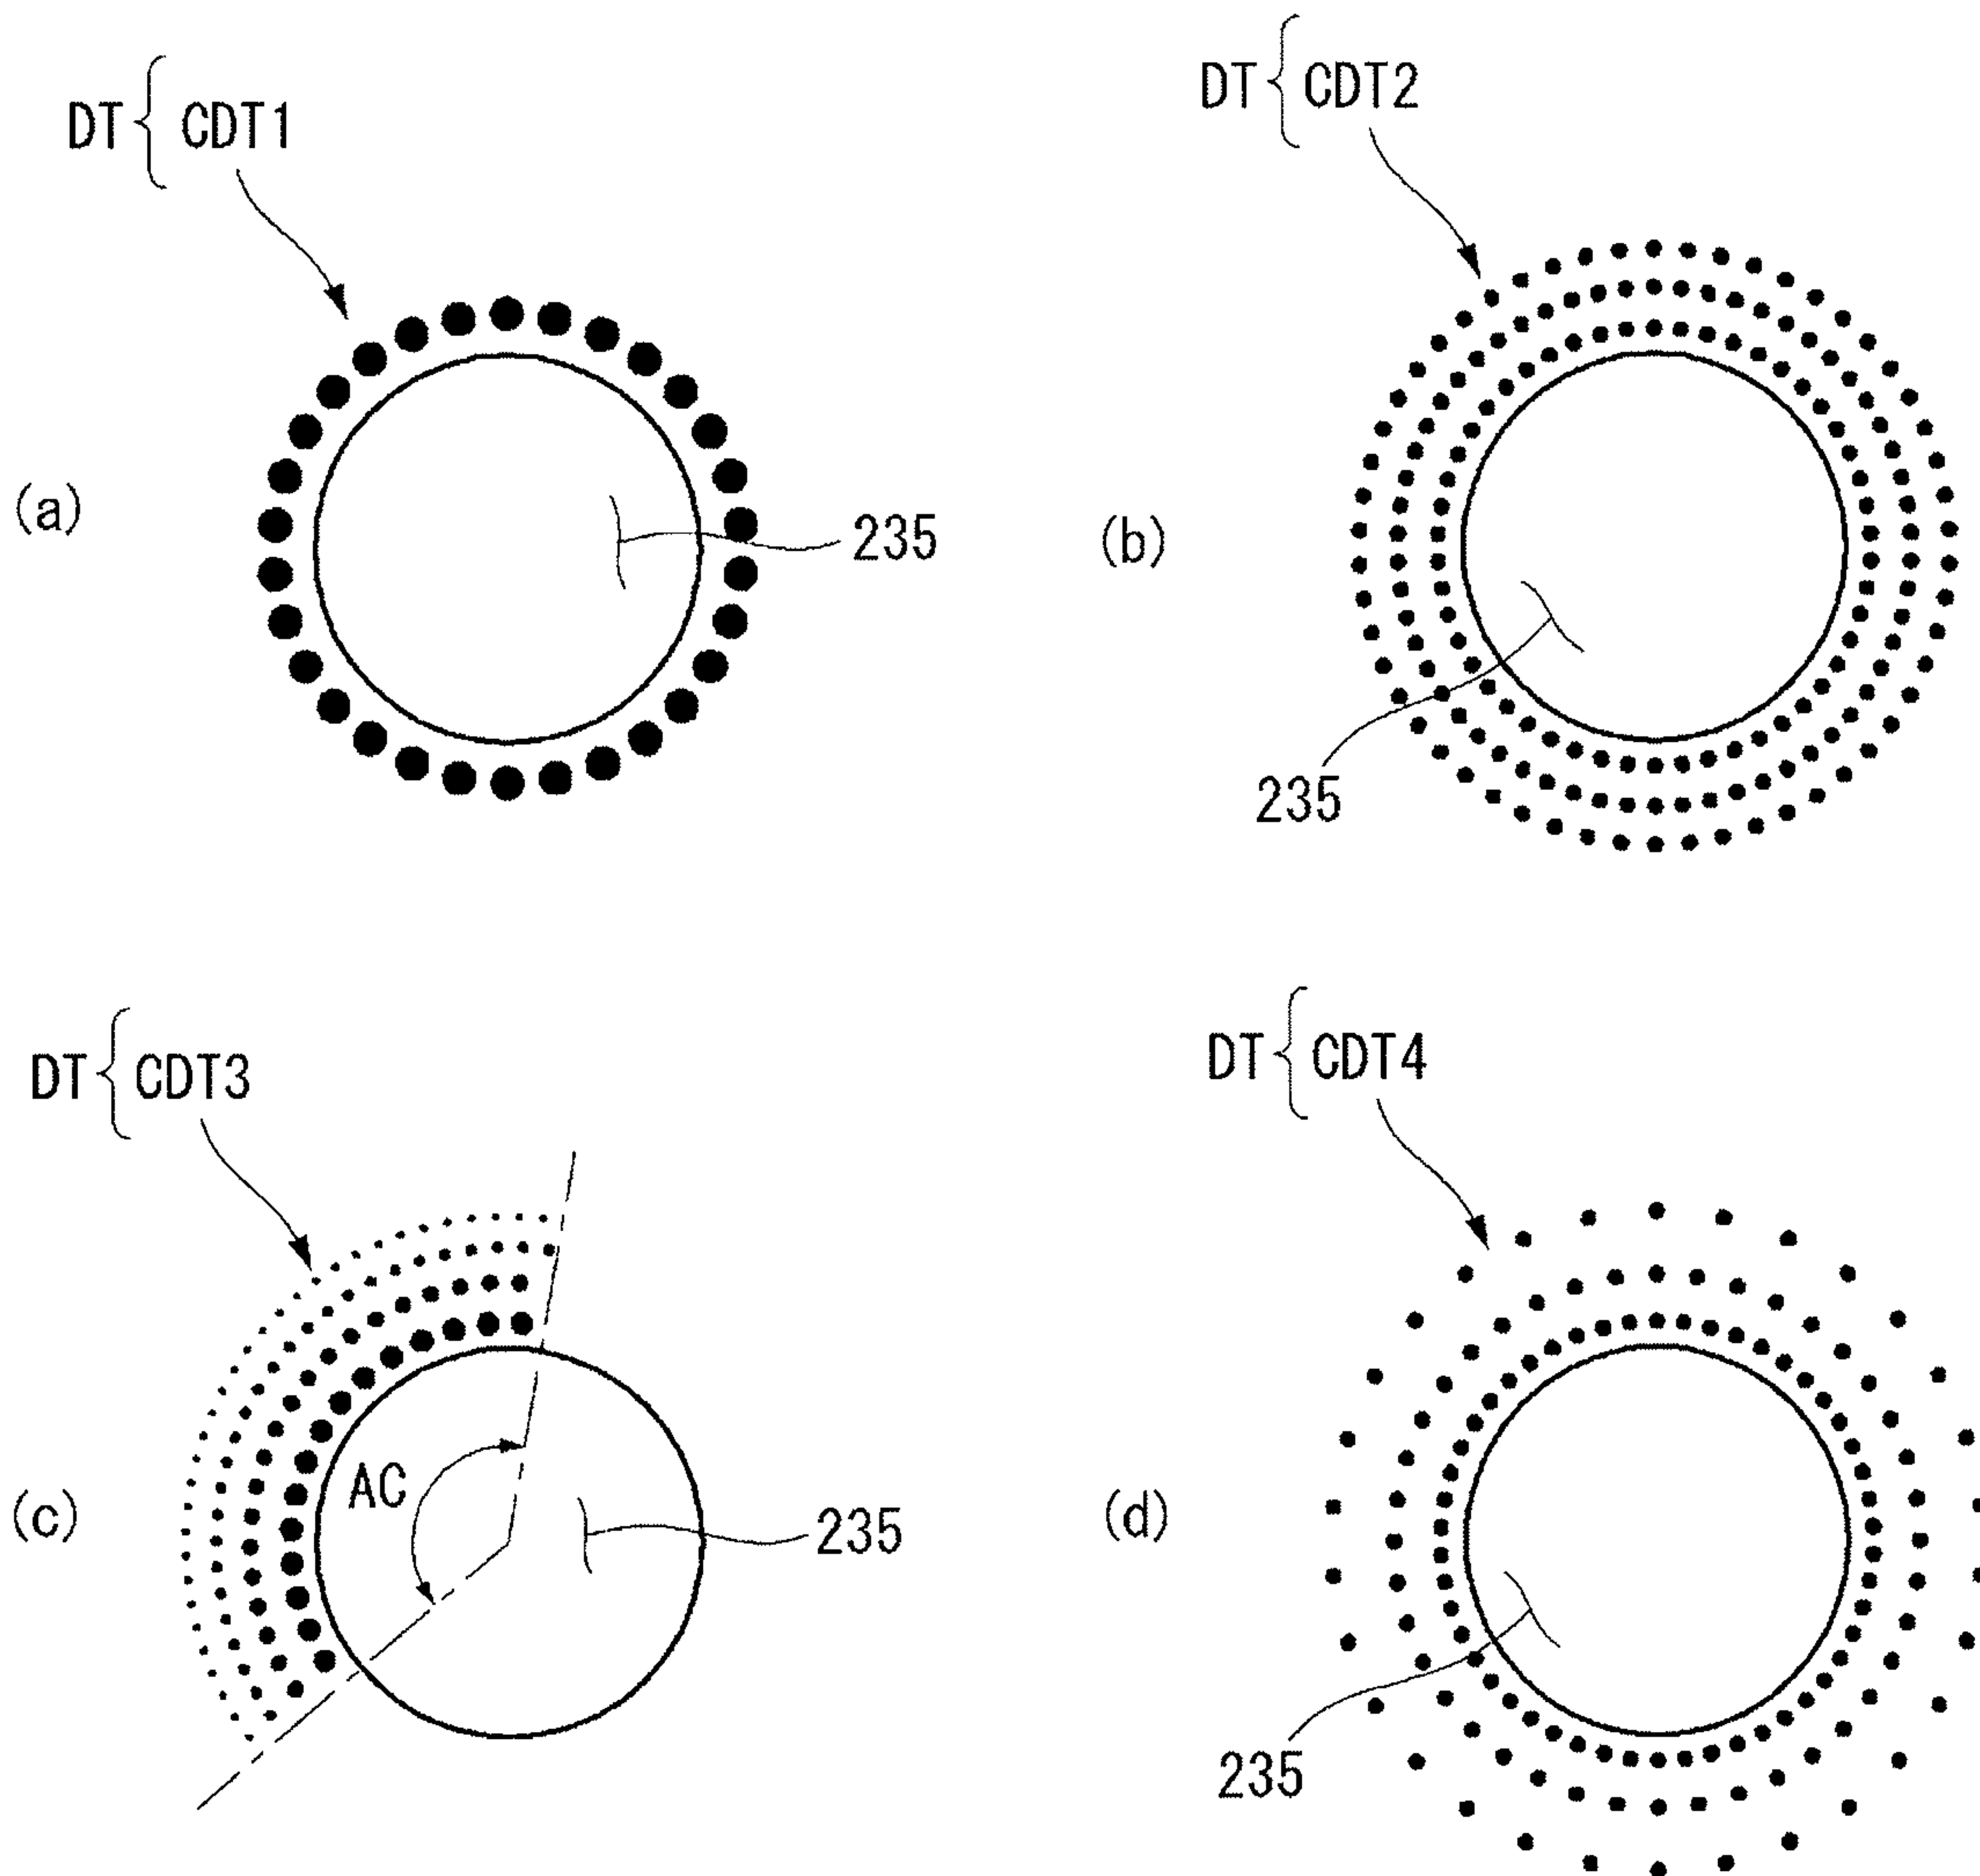 DT { CDT1
DT { CDT2
(a)
235
(b)
235
DT { CDT3
DT { CDT4
AC
(c)
235
(d)
235